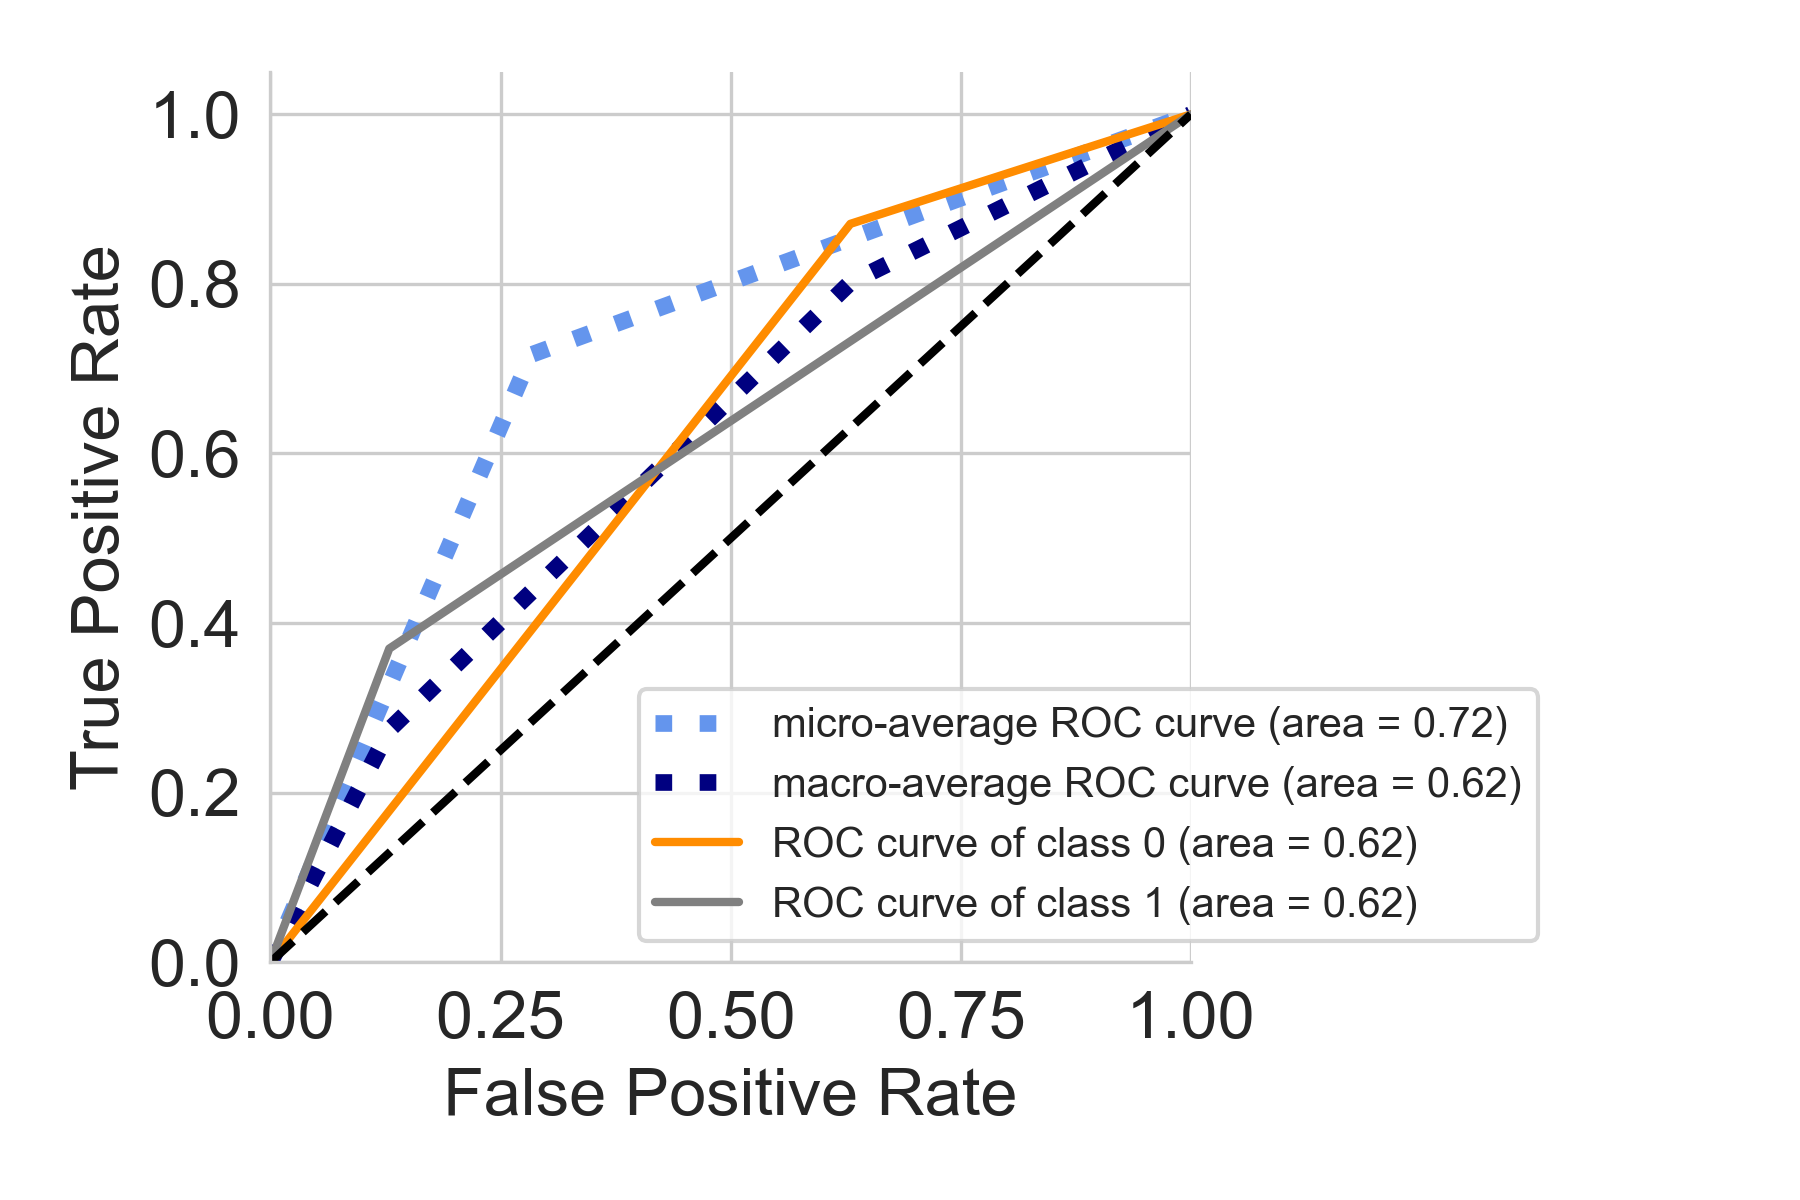 1.0
0.8
0.6
0.4
0.2
0.0
True Positive Rate
0.00 0.25 0.50 0.75 1.00
False Positive Rate
micro-average ROC curve (area = 0.72)
macro-average ROC curve (area = 0.62)
ROC curve of class 0 (area = 0.62)
ROC curve of class 1 (area = 0.62)